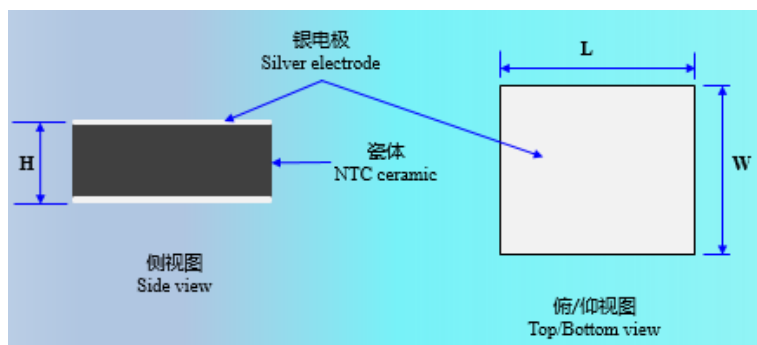 银电极
Silver electrode
L
H
瓷体
NTC ceramic
W
侧视图
Side view
俯/仰视图
Top/Bottom view